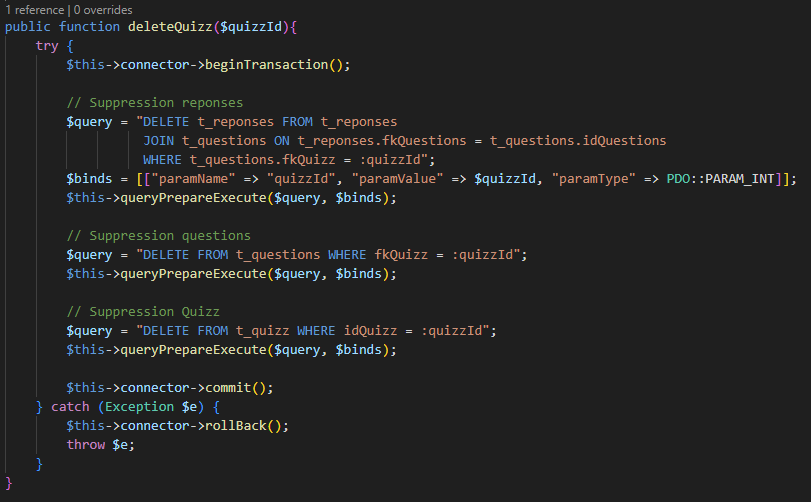 1 reference | 0 overrides
public function deleteQuizz($quizzId){
try {
$this->connector->beginTransaction();
// Suppression reponses
$query = "DELETE t_reponses FROM t_reponses
JOIN t_questions ON t_reponses.fkQuestions = t_questions.idQuestions
WHERE t_questions.fkQuizz = :quizzId";
$binds = [["paramName" => "quizzId", "paramValue" => $quizzId, "paramType" => PDO::PARAM_INT]];
$this->queryPrepareExecute($query, $binds);
// Suppression questions
$query = "DELETE FROM t_questions WHERE fkQuizz = :quizzId";
$this->queryPrepareExecute($query, $binds);
// Suppression Quizz
$query = "DELETE FROM t_quizz WHERE idQuizz = :quizzId";
$this->queryPrepareExecute($query, $binds);
$this->connector->commit();
} catch (Exception $e) {
$this->connector->rollBack();
throw $e;
}
}